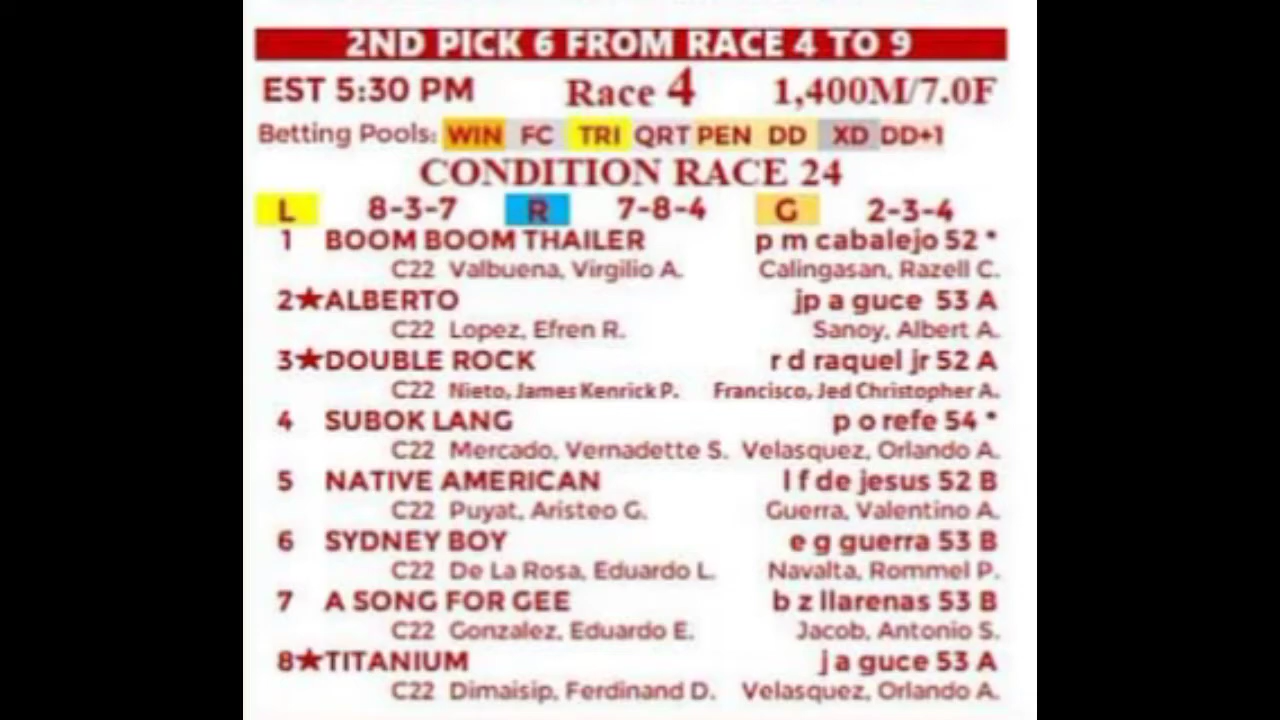 2ND PICK 6 FROM RACE 4 TO 9
EST 5:30 PM Race 4 1,400M/7.0F
Betting Pools: WIN FC TRI QRT PEN DD XD DD+1
CONDITION RACE 24
L 8-3-7 R 7-8-4 G 2-3-4
1 BOOM BOOM THAILER p m cabalejo 52 *
C22 Valbuena, Virgilio A. Calingasan, Razell C.
2★ALBERTO jp a guce 53 A
C22 Lopez, Efren R. Sanoy, Albert A.
3★DOUBLE ROCK r d raquel jr 52 A
C22 Nieto, James Kenrick P. Francisco, Jed Christopher A.
4 SUBOK LANG p o refe 54 *
C22 Mercado, Vernadette S. Velasquez, Orlando A.
5 NATIVE AMERICAN l f de jesus 52 B
C22 Puyat, Aristeo G. Guerra, Valentino A.
6 SYDNEY BOY e g guerra 53 B
C22 De La Rosa, Eduardo L. Navalta, Rommel P.
7 A SONG FOR GEE b z llarenas 53 B
C22 Gonzalez, Eduardo E. Jacob, Antonio S.
8★TITANIUM j a guce 53 A
C22 Dimaisip, Ferdinand D. Velasquez, Orlando A.